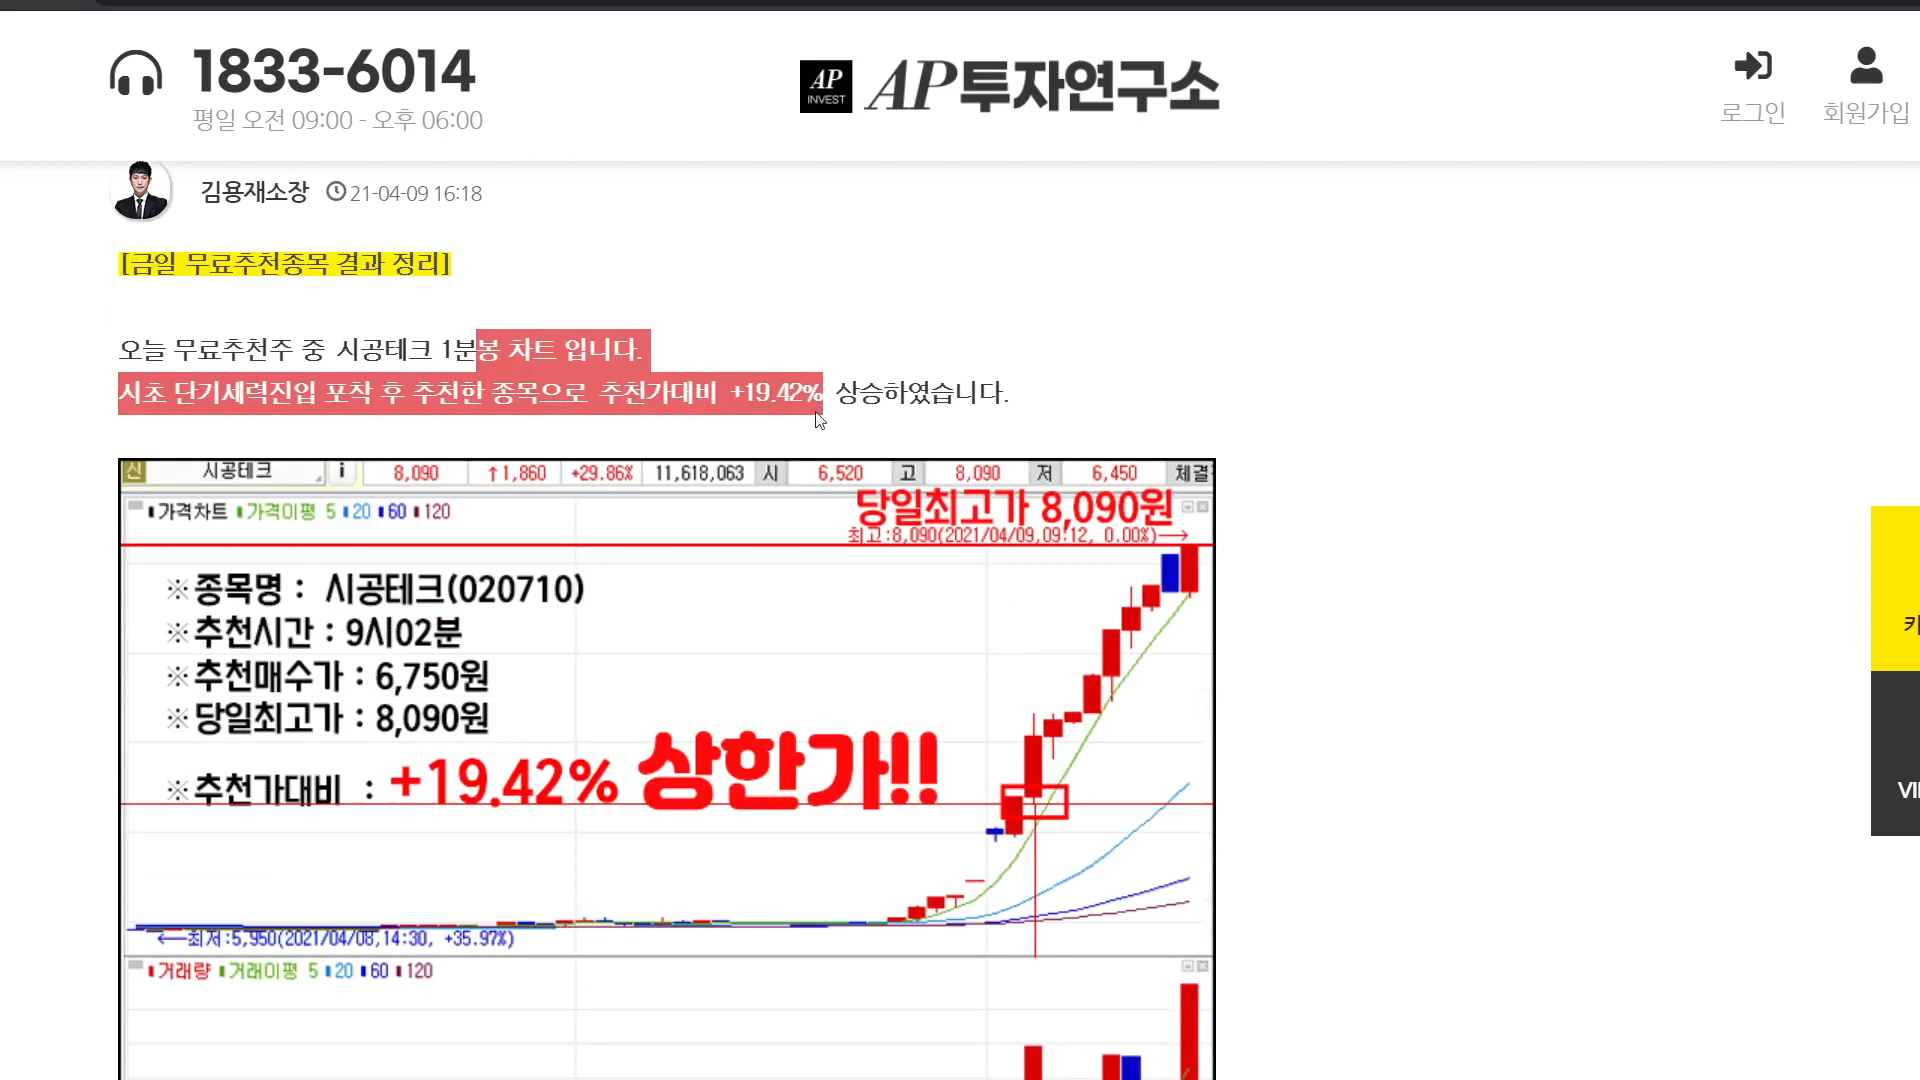 1833-6014
평일 오전 09:00 - 오후 06:00
AP
INVEST
AP투자연구소
로그인
회원가입
김용재소장 21-04-09 16:18
[금일 무료추천종목 결과 정리]
오늘 무료추천주 중 시공테크 1분봉 차트 입니다.
시초 단기세력진입 포착 후 추천한 종목으로 추천가대비 +19.42% 상승하였습니다.
신 시공테크 i 8,090 ↑1,860 +29.86% 11,618,063 시 6,520 고 8,090 저 6,450 체결
가격차트 가격이평 5 20 60 120
당일최고가 8,090원
최고:8,090(2021/04/09,09:12, 0.00%)→
※종목명 : 시공테크(020710)
※추천시간 : 9시02분
※추천매수가 : 6,750원
※당일최고가 : 8,090원
※추천가대비 : +19.42% 상한가!!
←최저:5,950(2021/04/08,14:30, +35.97%)
거래량 거래이평 5 20 60 120